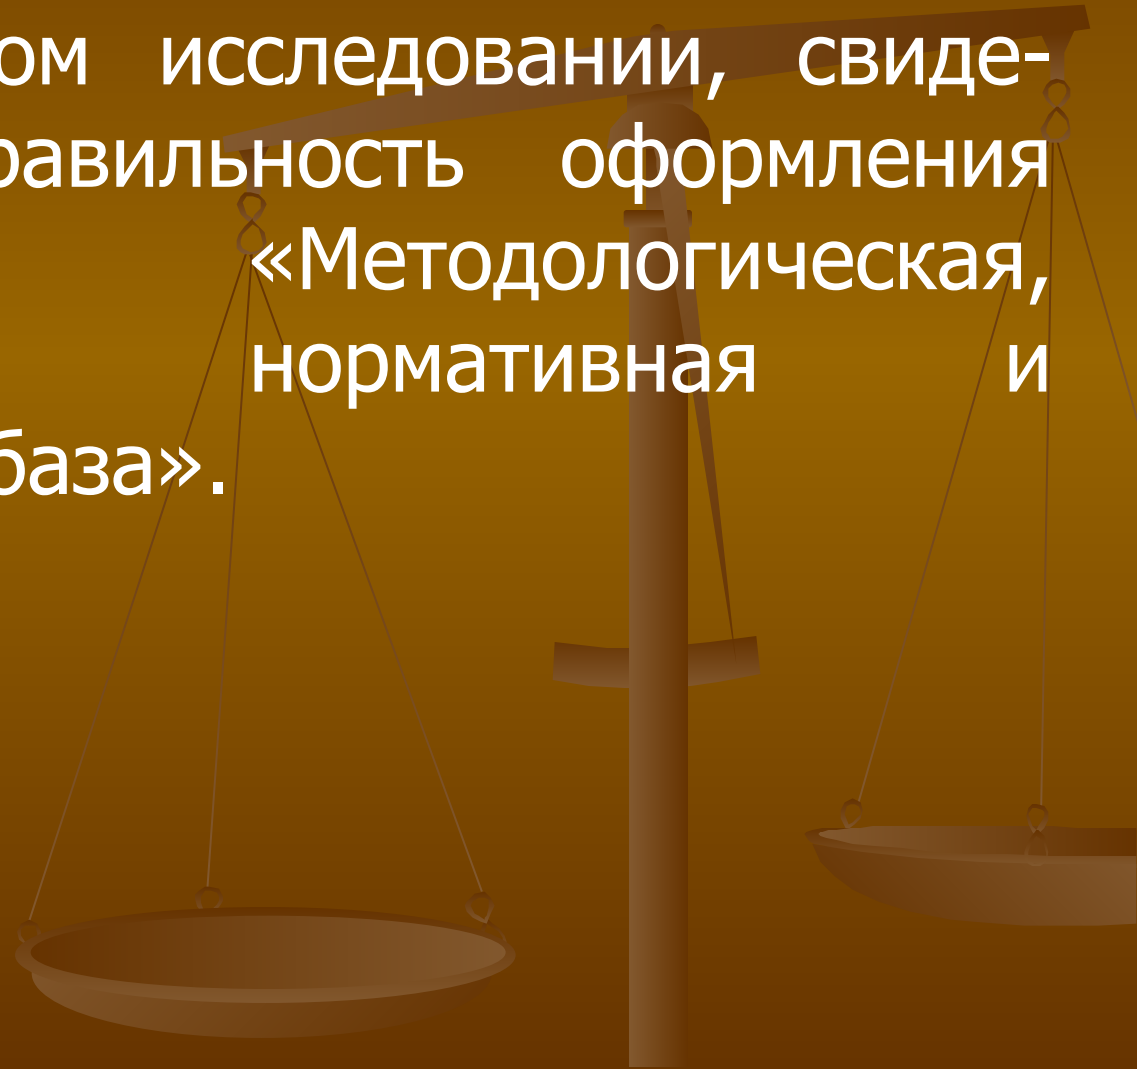 ом исследовании, свиде-
равильность оформления
«Методологическая,
нормативная и
база».